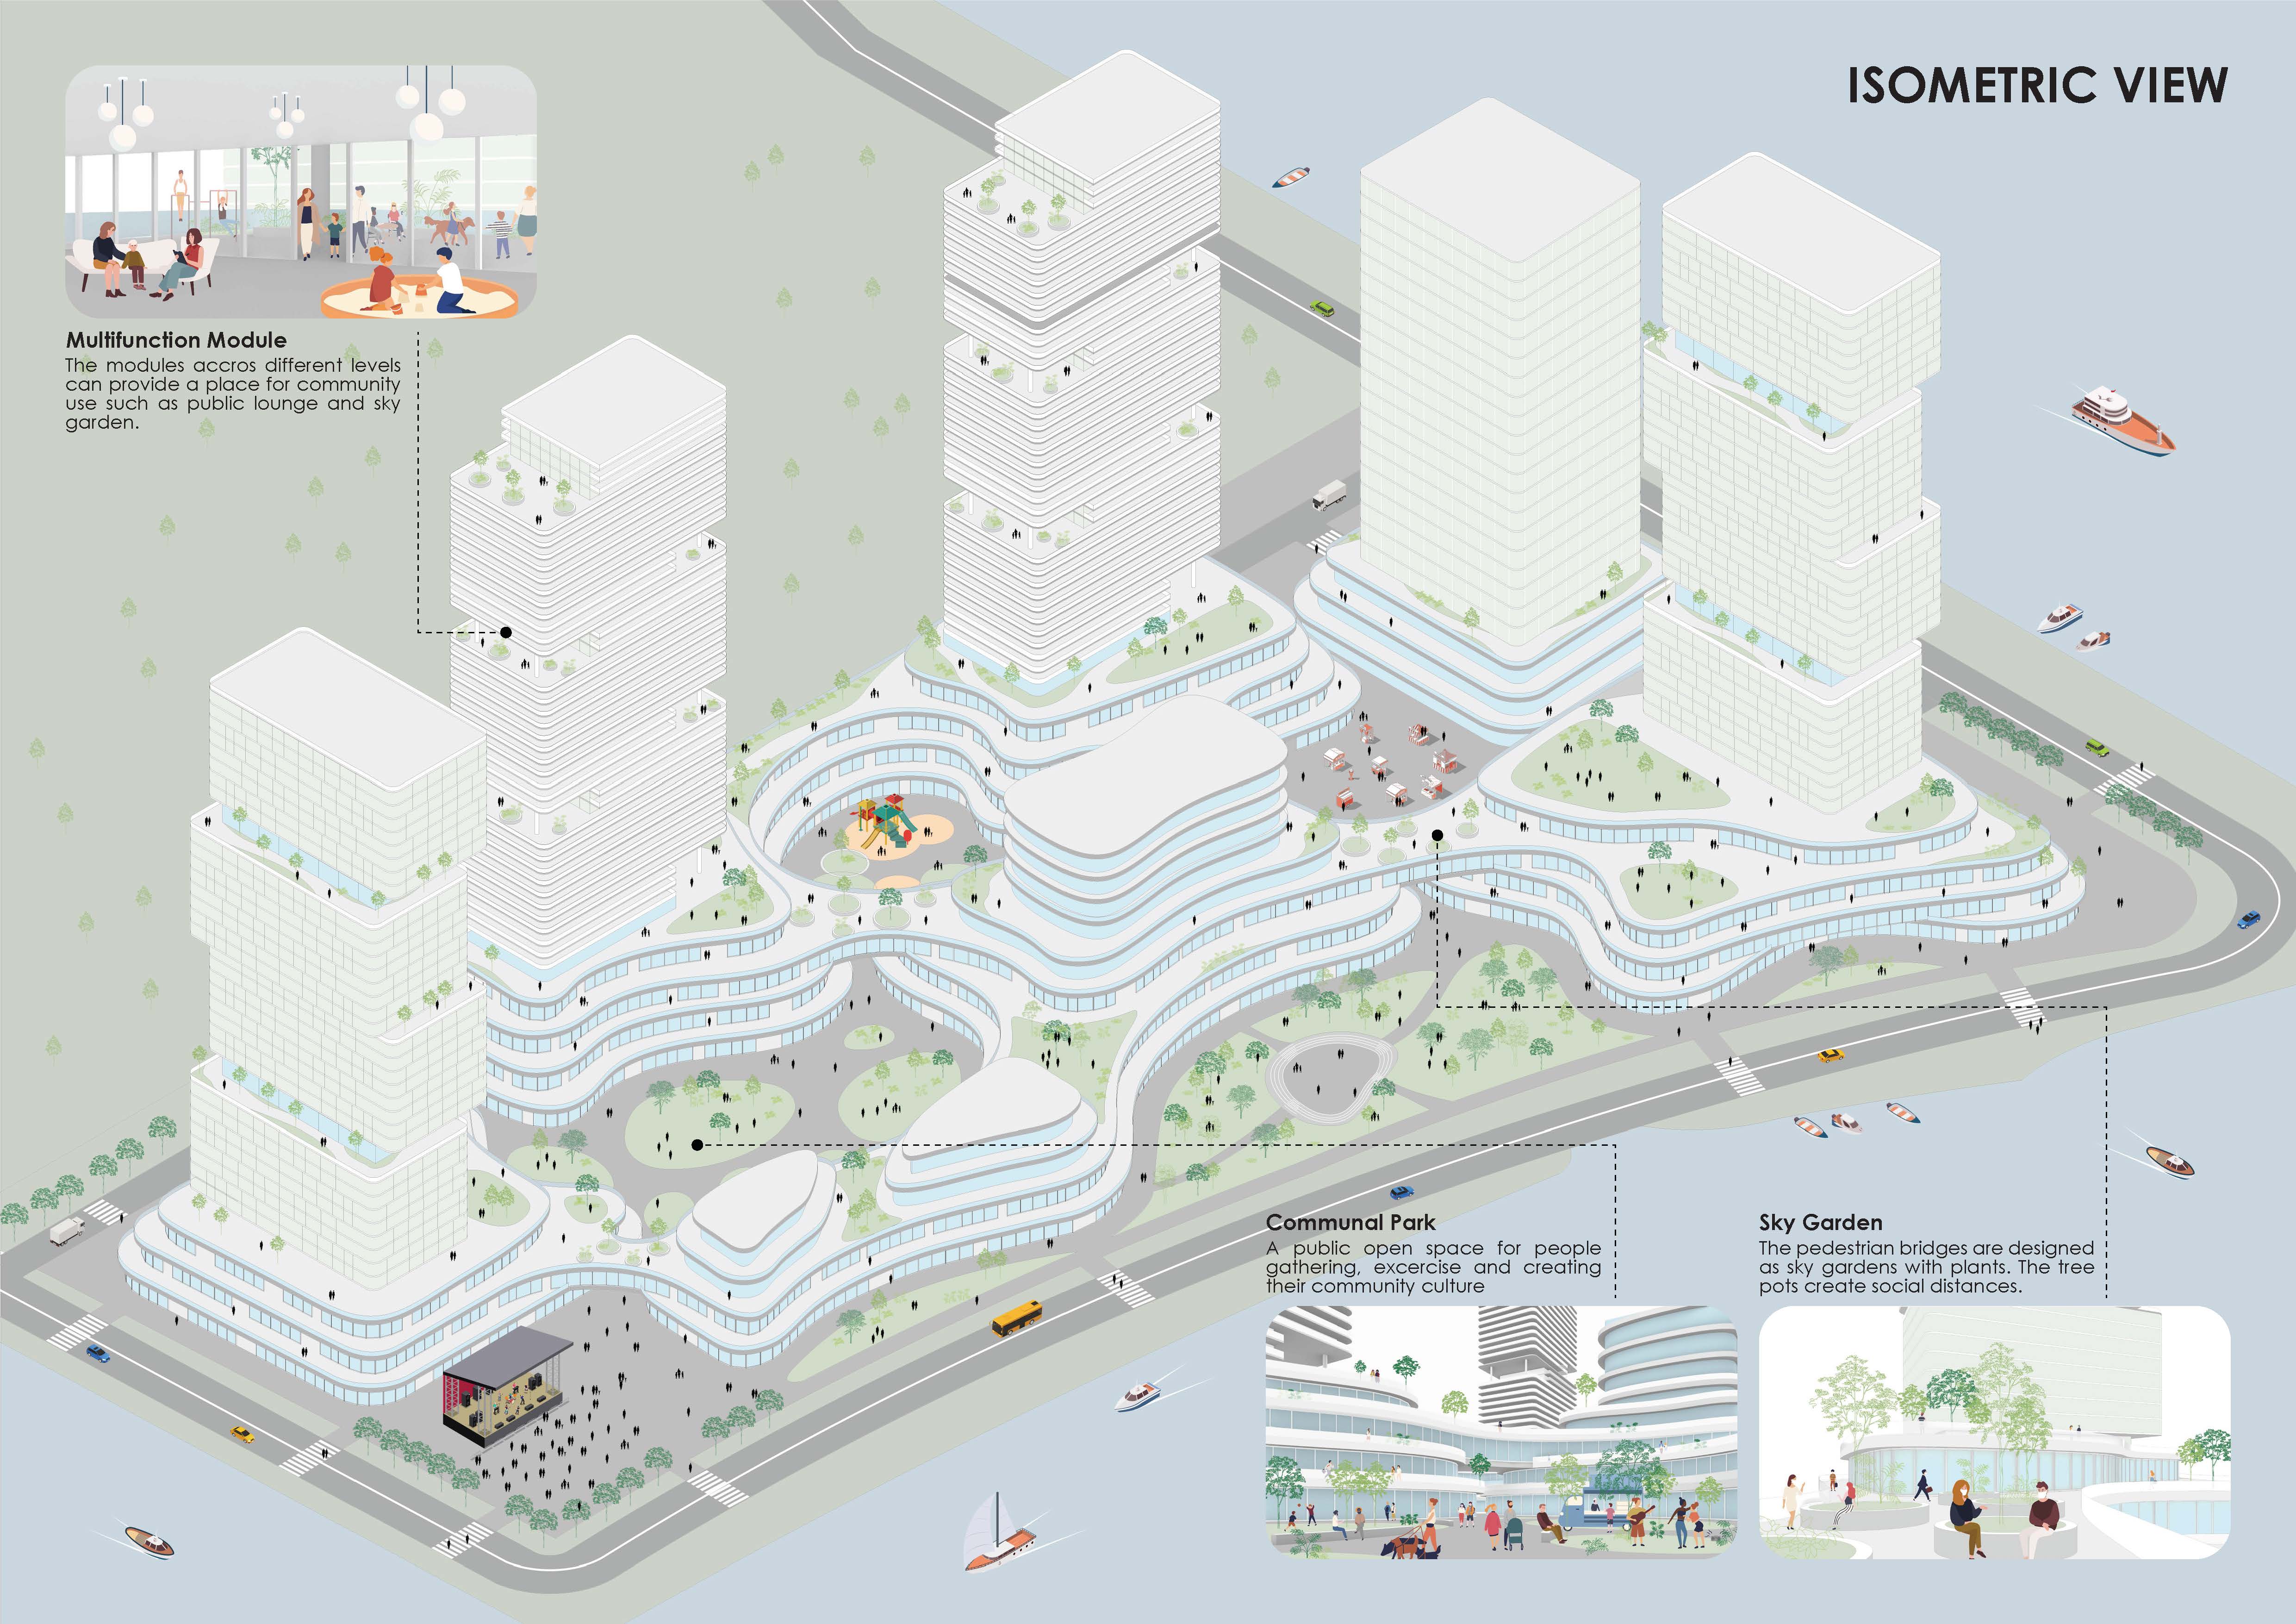 ISOMETRIC VIEW
Multifunction Module
The modules accros different levels
can provide a place for community
use such as public lounge and sky
garden.
Communal Park
A public open space for people
gathering, excercise and creating
their community culture
Sky Garden
The pedestrian bridges are designed
as sky gardens with plants. The tree
pots create social distances.